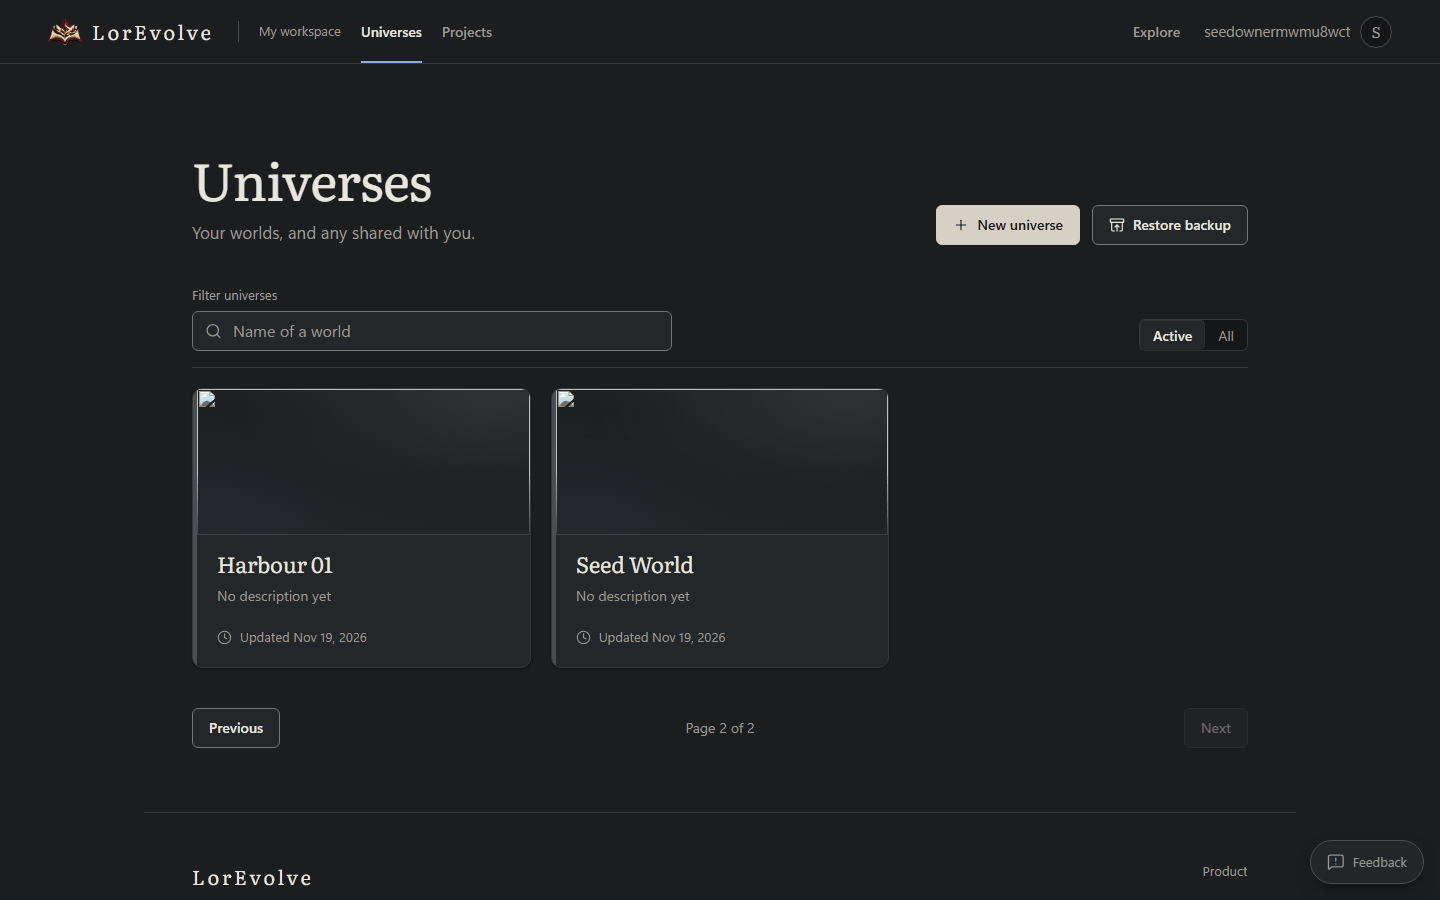 LorEvolve
My workspace
Universes
Projects
Explore
seedownermwmu8wct
S
Universes
Your worlds, and any shared with you.
New universe
Restore backup
Filter universes
Name of a world
Active
All
Harbour 01
No description yet
Updated Nov 19, 2026
Seed World
No description yet
Updated Nov 19, 2026
Previous
Page 2 of 2
Next
LorEvolve
Product
Feedback